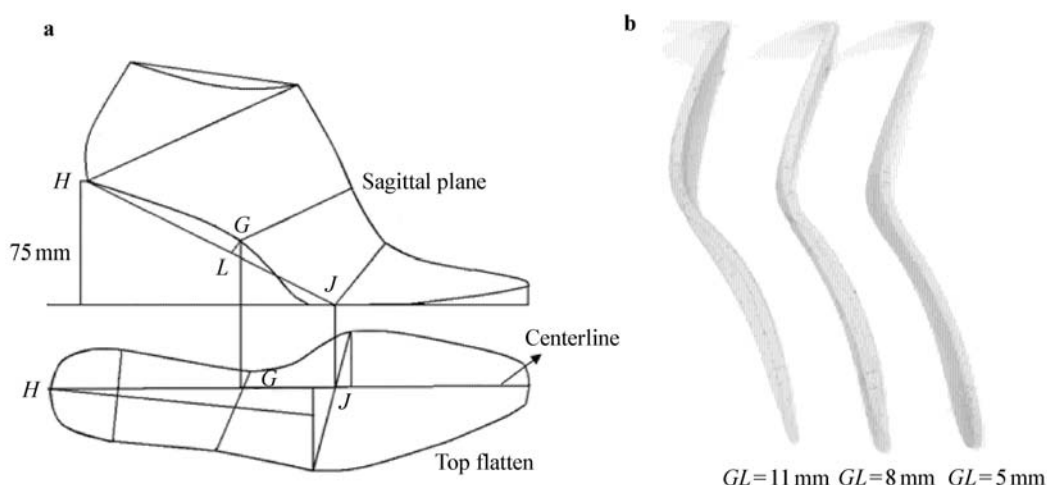 a
Sagittal plane
H
G
L
75 mm
J
Centerline
H
G
J
Top flatten
b
GL=11 mm GL=8 mm GL=5 mm